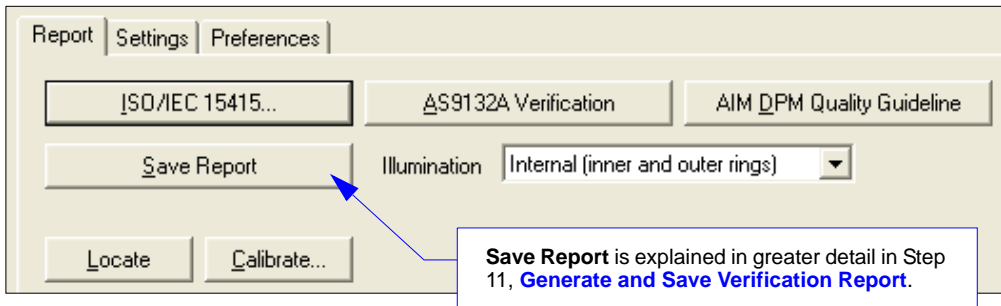 Report Settings Preferences
ISO/IEC 15415... AS9132A Verification AIM DPM Quality Guideline
Save Report Illumination Internal (inner and outer rings)
Locate Calibrate...
Save Report is explained in greater detail in Step
11, Generate and Save Verification Report.